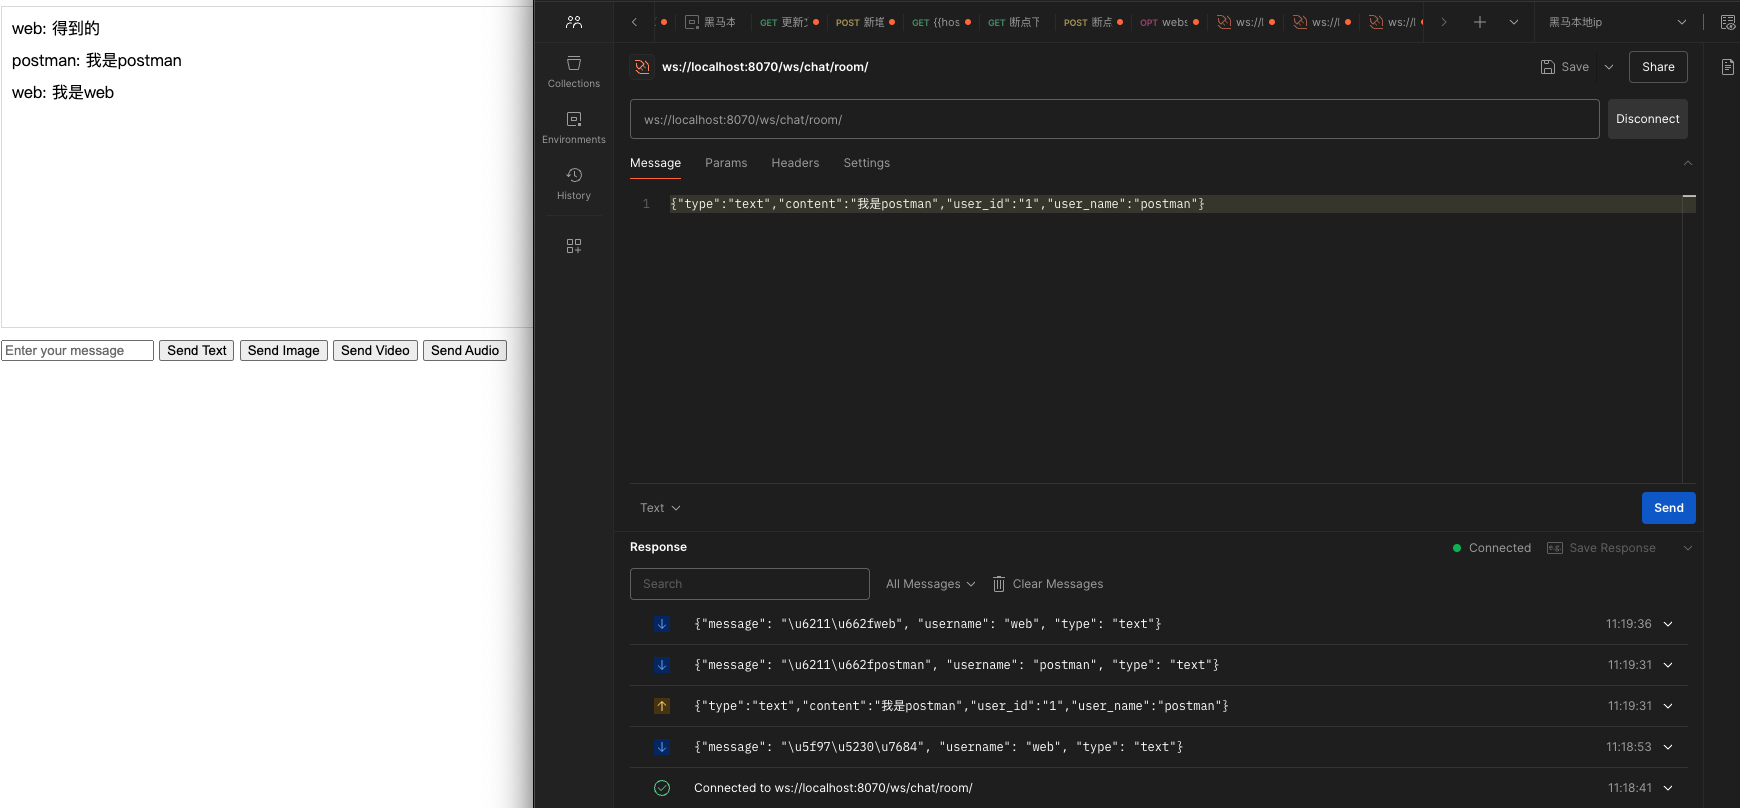 web: 得到的
postman: 我是postman
web: 我是web
Enter your message
Send Text
Send Image
Send Video
Send Audio
Collections
Environments
History
黑马本
GET 更新
POST 新增
GET {{hos
GET 断点下
POST 断点
OPT webs
ws://l
ws://l
ws://l
黑马本地ip
ws://localhost:8070/ws/chat/room/
Save
Share
ws://localhost:8070/ws/chat/room/
Disconnect
Message
Params
Headers
Settings
1
{"type":"text","content":"我是postman","user_id":"1","user_name":"postman"}
Text
Send
Response
Connected
e.g.
Save Response
Search
All Messages
Clear Messages
{"message": "\u6211\u662fweb", "username": "web", "type": "text"}
11:19:36
{"message": "\u6211\u662fpostman", "username": "postman", "type": "text"}
11:19:31
{"type":"text","content":"我是postman","user_id":"1","user_name":"postman"}
11:19:31
{"message": "\u5f97\u5230\u7684", "username": "web", "type": "text"}
11:18:53
Connected to ws://localhost:8070/ws/chat/room/
11:18:41